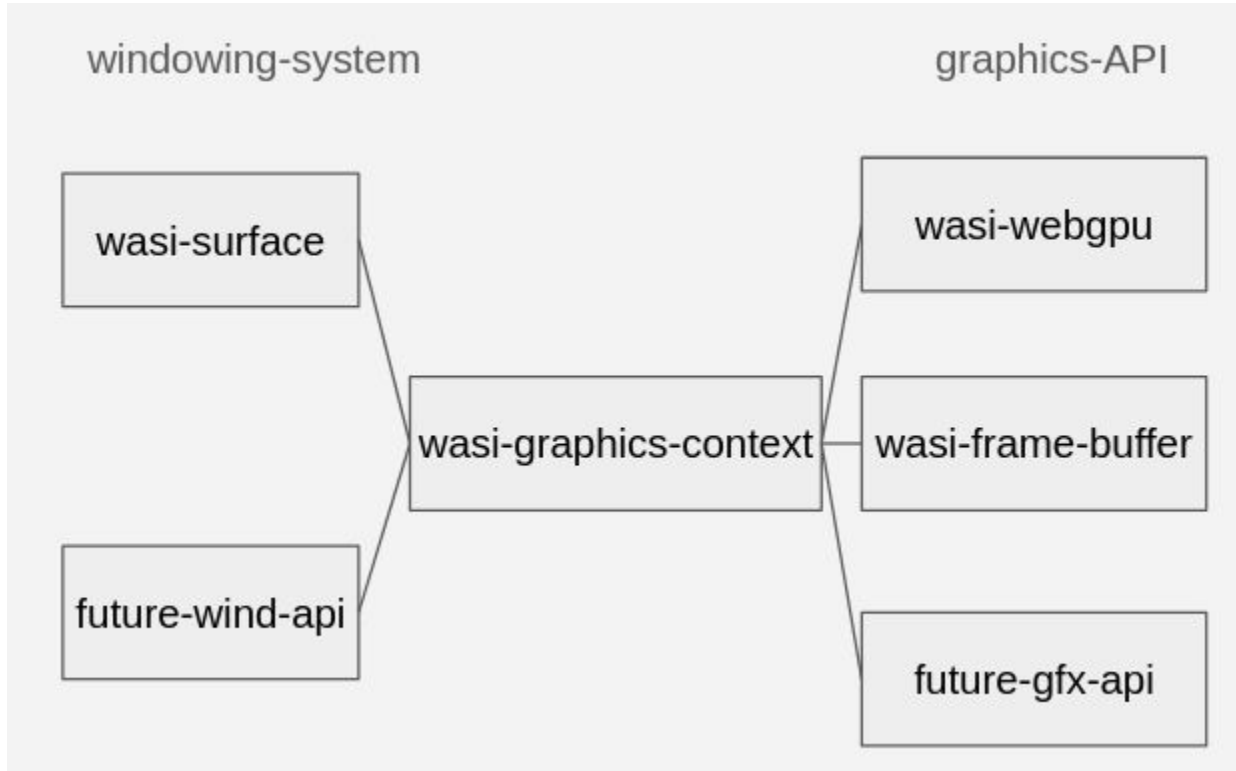 windowing-system
graphics-API
wasi-surface
wasi-webgpu
wasi-graphics-context
wasi-frame-buffer
future-wind-api
future-gfx-api